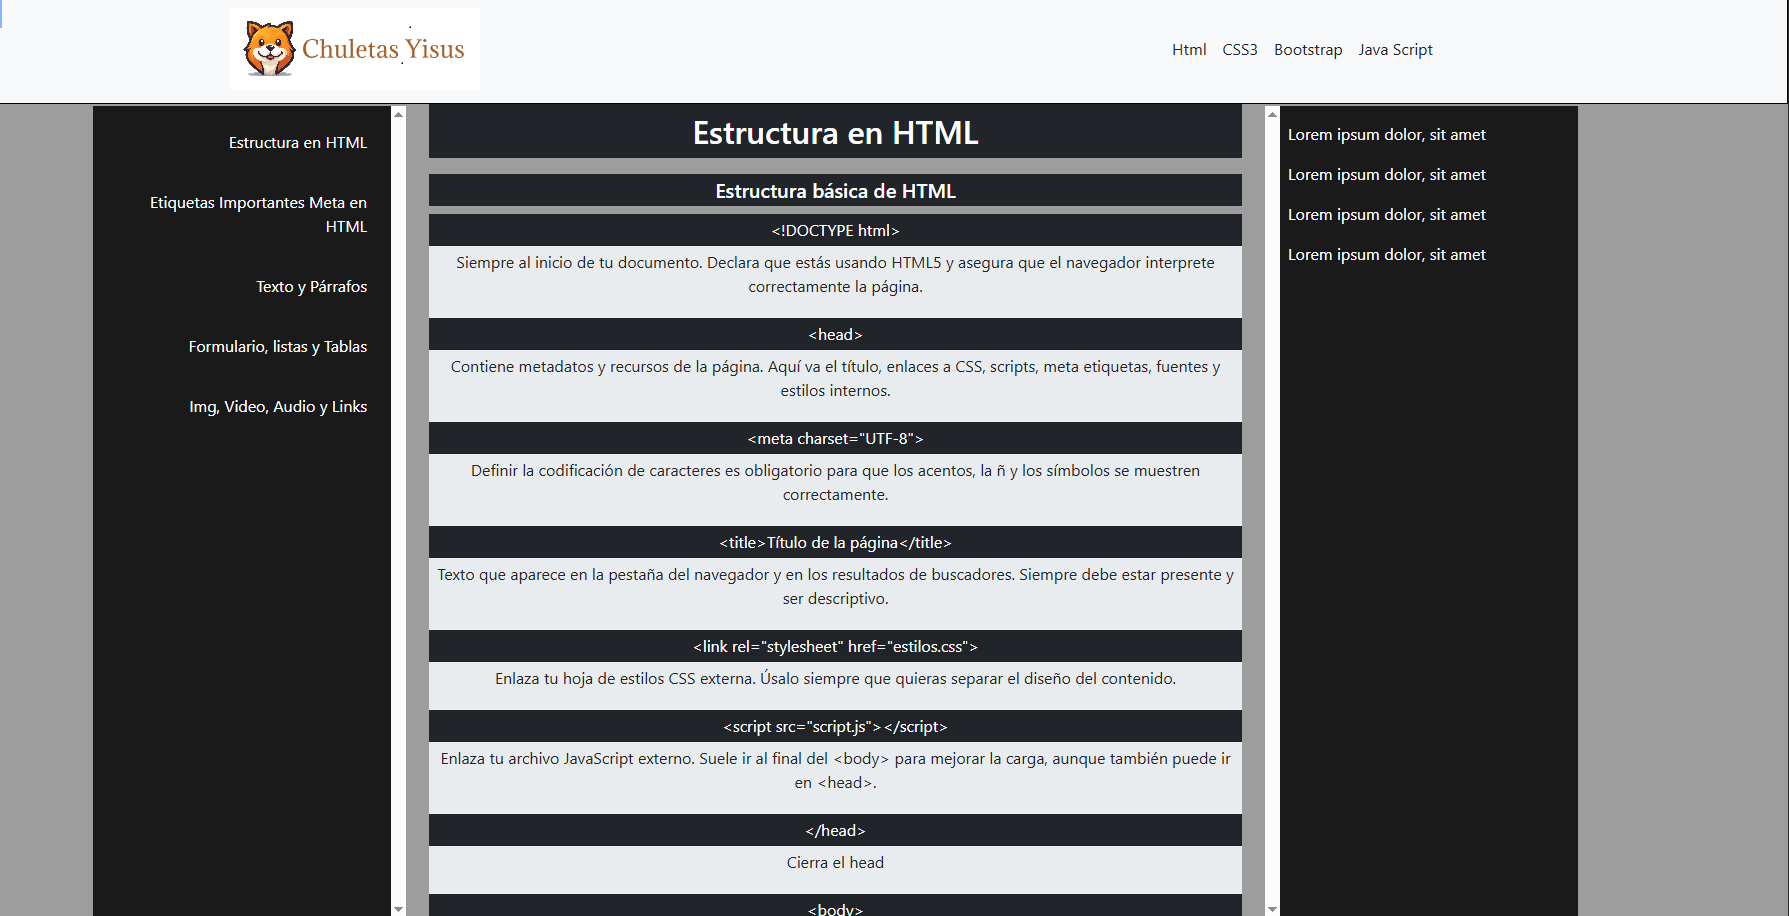 Chuletas Yisus
Html CSS3 Bootstrap Java Script
Estructura en HTML
Etiquetas Importantes Meta en
HTML
Texto y Párrafos
Formulario, listas y Tablas
Img, Video, Audio y Links
Estructura en HTML
Estructura básica de HTML
<!DOCTYPE html>
Siempre al inicio de tu documento. Declara que estás usando HTML5 y asegura que el navegador interprete
correctamente la página.
<head>
Contiene metadatos y recursos de la página. Aquí va el título, enlaces a CSS, scripts, meta etiquetas, fuentes y
estilos internos.
<meta charset="UTF-8">
Definir la codificación de caracteres es obligatorio para que los acentos, la ñ y los símbolos se muestren
correctamente.
<title>Título de la página</title>
Texto que aparece en la pestaña del navegador y en los resultados de buscadores. Siempre debe estar presente y
ser descriptivo.
<link rel="stylesheet" href="estilos.css">
Enlaza tu hoja de estilos CSS externa. Úsalo siempre que quieras separar el diseño del contenido.
<script src="script.js"></script>
Enlaza tu archivo JavaScript externo. Suele ir al final del <body> para mejorar la carga, aunque también puede ir
en <head>.
</head>
Cierra el head
<body>
Lorem ipsum dolor, sit amet
Lorem ipsum dolor, sit amet
Lorem ipsum dolor, sit amet
Lorem ipsum dolor, sit amet